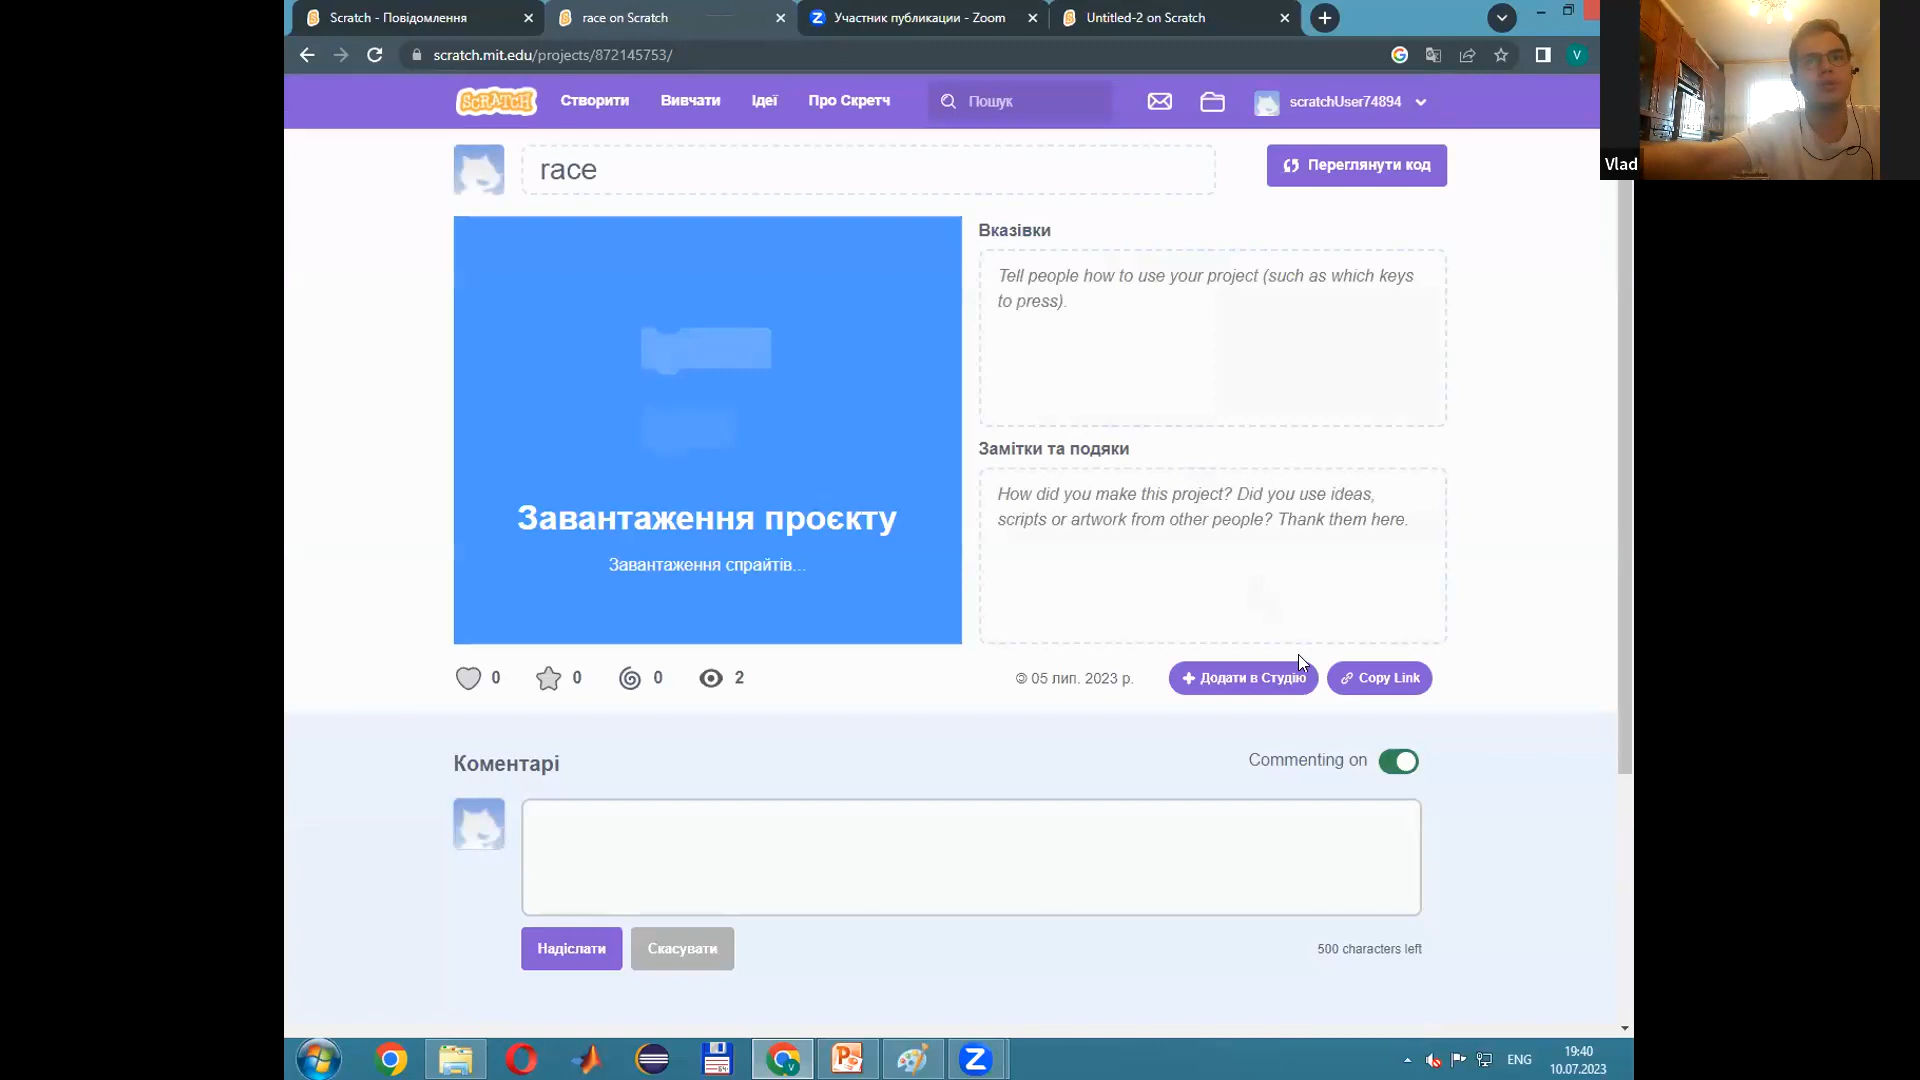 Scratch - Повідомлення
race on Scratch
Участник публикации - Zoom
Untitled-2 on Scratch
scratch.mit.edu/projects/872145753/
V
SCRATCH
Створити
Вивчати
Ідеї
Про Скретч
Пошук
scratchUser74894
Vlad
race
Переглянути код
Вказівки
Tell people how to use your project (such as which keys
to press).
Завантаження проєкту
Завантаження спрайтів...
Замітки та подяки
How did you make this project? Did you use ideas,
scripts or artwork from other people? Thank them here.
0
0
0
2
© 05 лип. 2023 р.
Додати в Студію
Copy Link
Коментарі
Commenting on
Надіслати
Скасувати
500 characters left
ENG
19:40
10.07.2023